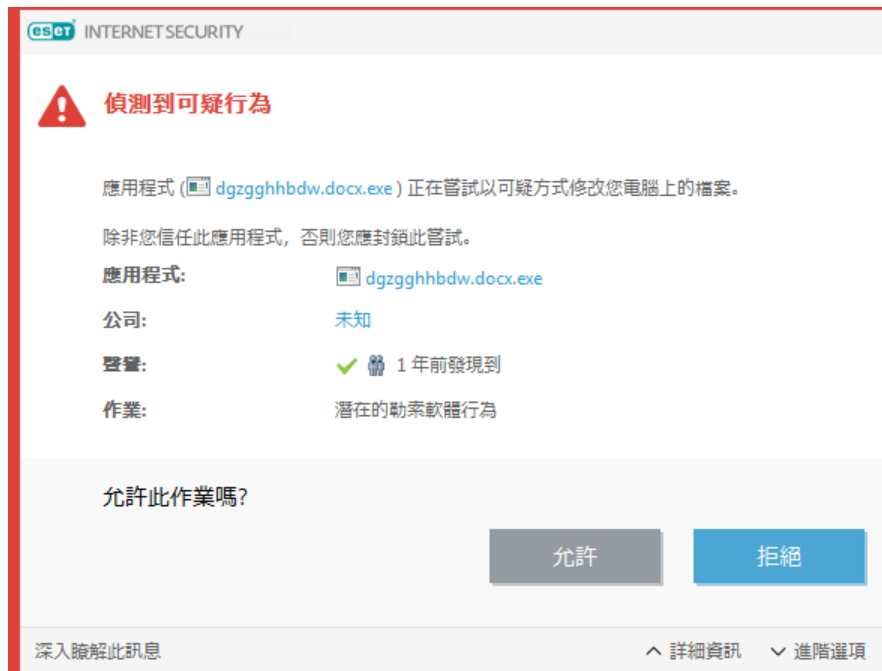 eset INTERNET SECURITY
偵測到可疑行為
應用程式 ( dgzgghhbdw.docx.exe ) 正在嘗試以可疑方式修改您電腦上的檔案。
除非您信任此應用程式，否則您應封鎖此嘗試。
應用程式: dgzgghhbdw.docx.exe
公司: 未知
聲譽: 1 年前發現到
作業: 潛在的勒索軟體行為
允許此作業嗎?
允許 拒絕
深入瞭解此訊息 詳細資訊 進階選項